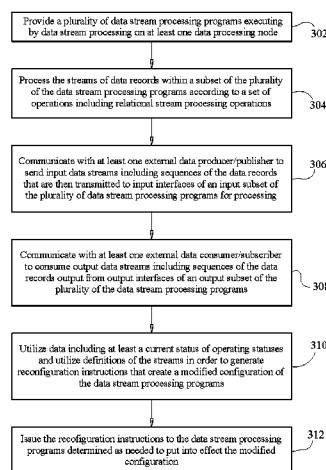 Provide a plurality of data stream processing programs executing
by data stream processing on at least one data processing node
302
Process the streams of data records within a subset of the plurality
of the data stream processing programs according to a set of
operations including relational stream processing operations
304
Communicate with at least one external data producer/publisher to
send input data streams including sequences of the data records
that are then transmitted to input interfaces of an input subset of
the plurality of data stream processing programs for processing
306
Communicate with at least one external data consumer/subscriber
to consume output data streams including sequences of the data
records output from output interfaces of an output subset of the
plurality of the data stream processing programs
308
Utilize data including at least a current status of operating statuses
and utilize definitions of the streams in order to generate
reconfiguration instructions that create a modified configuration of
the data stream processing programs
310
Issue the recofiguration instructions to the data stream processing
programs determined as needed to put into effect the modified
configuration
312